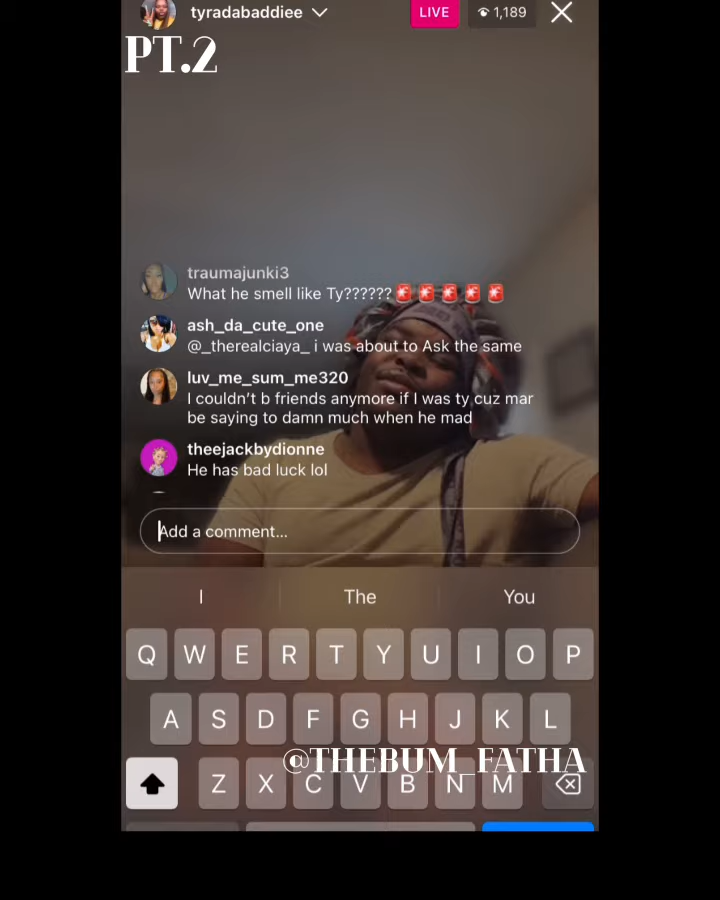 tyradabaddiee
LIVE
1,189
PT.2
traumajunki3
What he smell like Ty??????🚨🚨🚨🚨🚨
ash_da_cute_one
@_therealciaya_ i was about to Ask the same
luv_me_sum_me320
I couldn't b friends anymore if I was ty cuz mar
be saying to damn much when he mad
theejackbydionne
He has bad luck lol
Add a comment...
I The You
Q W E R T Y U I O P
A S D F G H J K L
@THEBUM_FATHA
Z X C V B N M